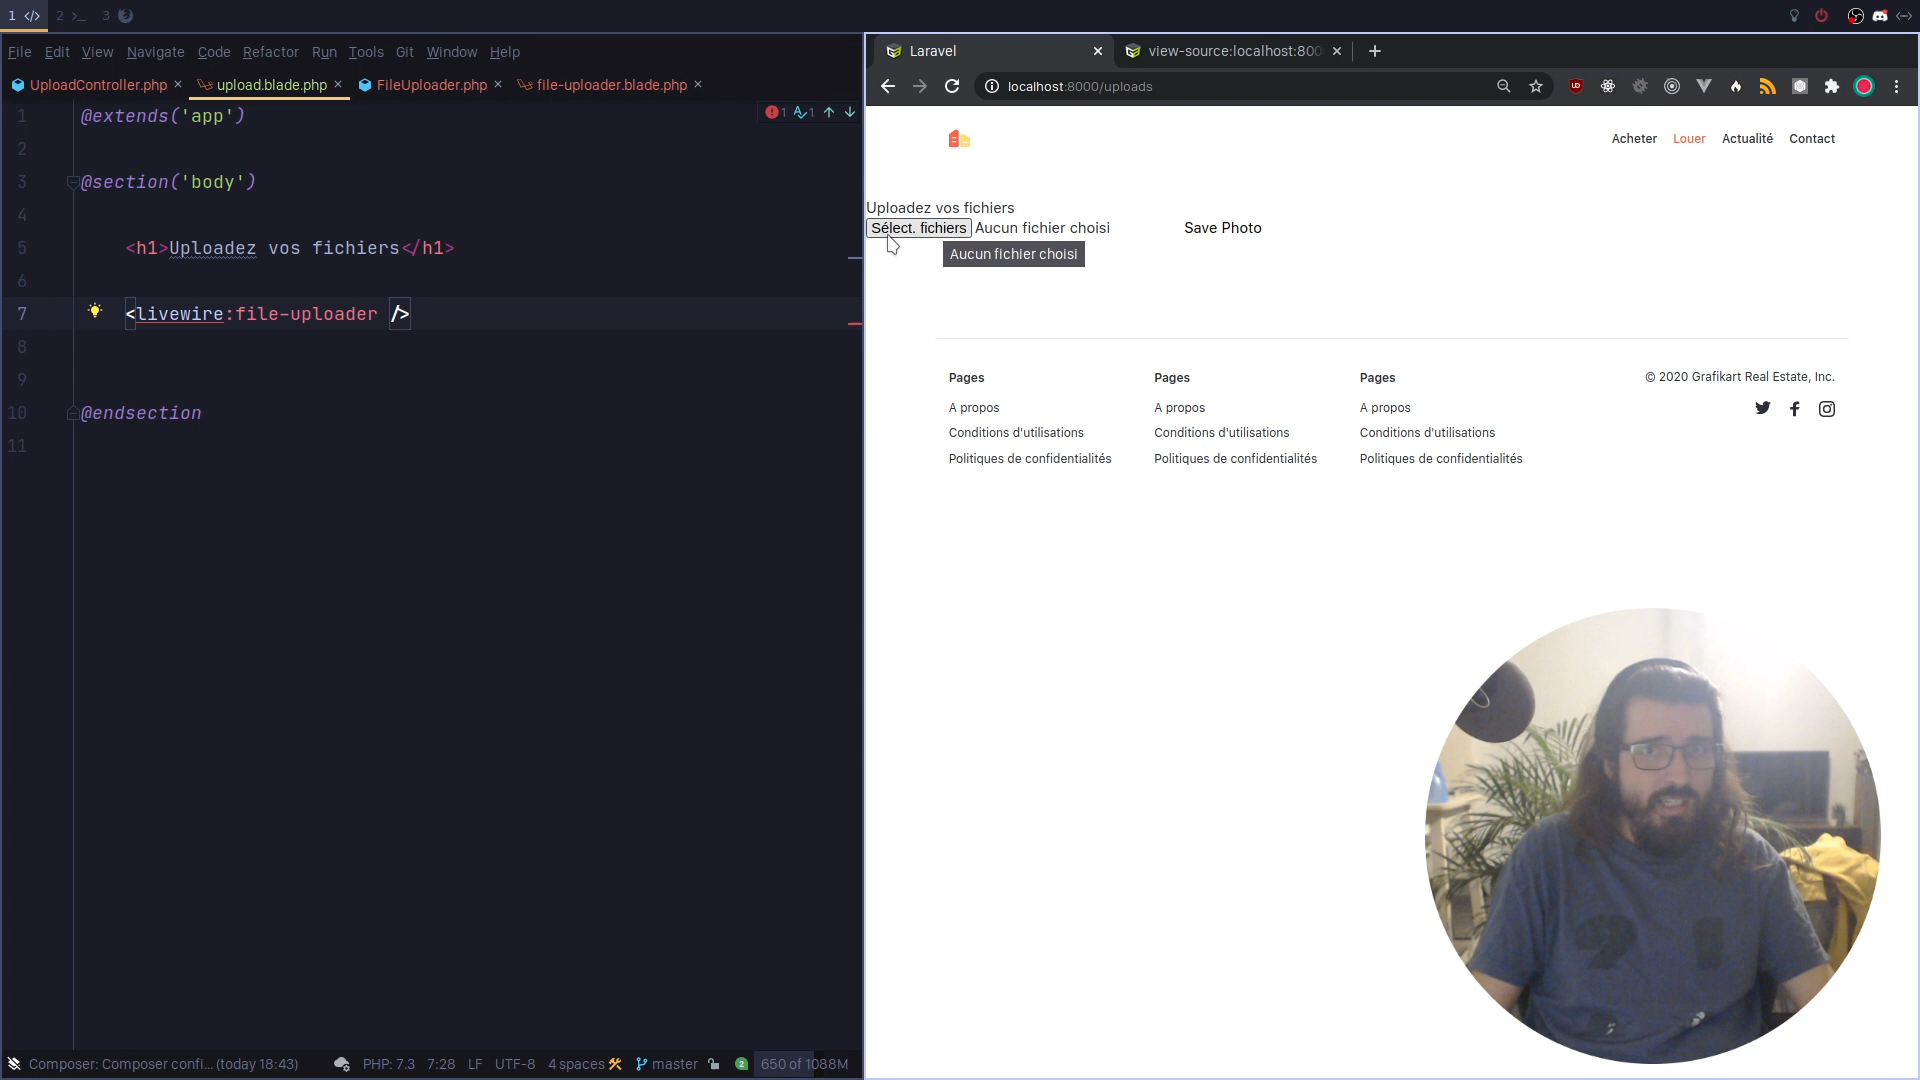 1 </> 2 >_ 3
File Edit View Navigate Code Refactor Run Tools Git Window Help
UploadController.php upload.blade.php FileUploader.php file-uploader.blade.php
1 @extends('app')
2
3 @section('body')
4
5 <h1>Uploadez vos fichiers</h1>
6
7 <livewire:file-uploader />
8
9
10 @endsection
11
1 1
Composer: Composer confi... (today 18:43) PHP: 7.3 7:28 LF UTF-8 4 spaces master 2 650 of 1088M
Laravel view-source:localhost:800
localhost:8000/uploads
Acheter Louer Actualité Contact
Uploadez vos fichiers
Sélect. fichiers Aucun fichier choisi Save Photo
Aucun fichier choisi
Pages Pages Pages © 2020 Grafikart Real Estate, Inc.
A propos A propos A propos
Conditions d'utilisations Conditions d'utilisations Conditions d'utilisations
Politiques de confidentialités Politiques de confidentialités Politiques de confidentialités